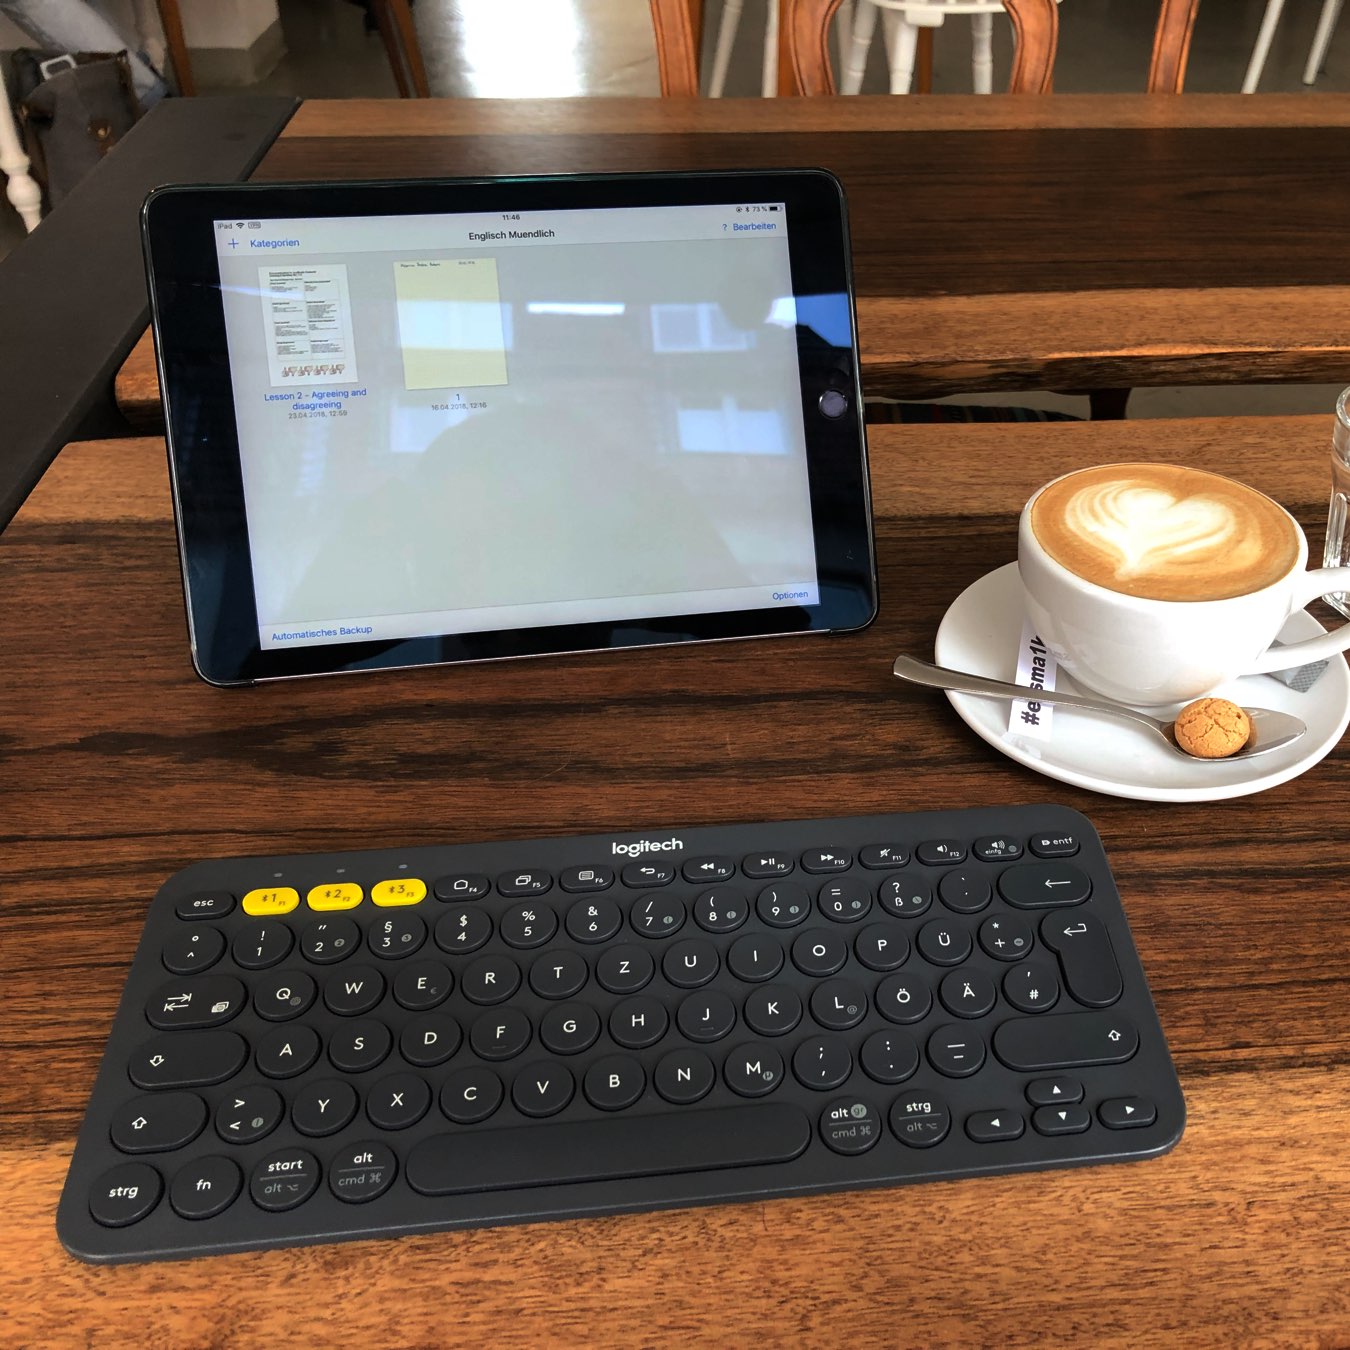 iPad
11:46
73 %
+ Kategorien
Englisch Muendlich
? Bearbeiten
Lesson 2 - Agreeing and
disagreeing
23.04.2018, 12:59
1
16.04.2018, 12:16
Automatisches Backup
Optionen
logitech
esc 1 F1 2 F2 3 F3 F4 F5 F6 F7 F8 F9 F10 F11 F12 einfg entf
° ^ ! 1 " 2 § 3 $ 4 % 5 & 6 / 7 ( 8 ) 9 = 0 ? ß
Q @ W E € R T Z U I O P Ü * +
A S D F G H J K L @ Ö Ä ' #
> < Y X C V B N M µ ; , : . _ -
strg fn start alt ⌥ alt cmd ⌘ alt gr cmd ⌘ strg alt ⌥